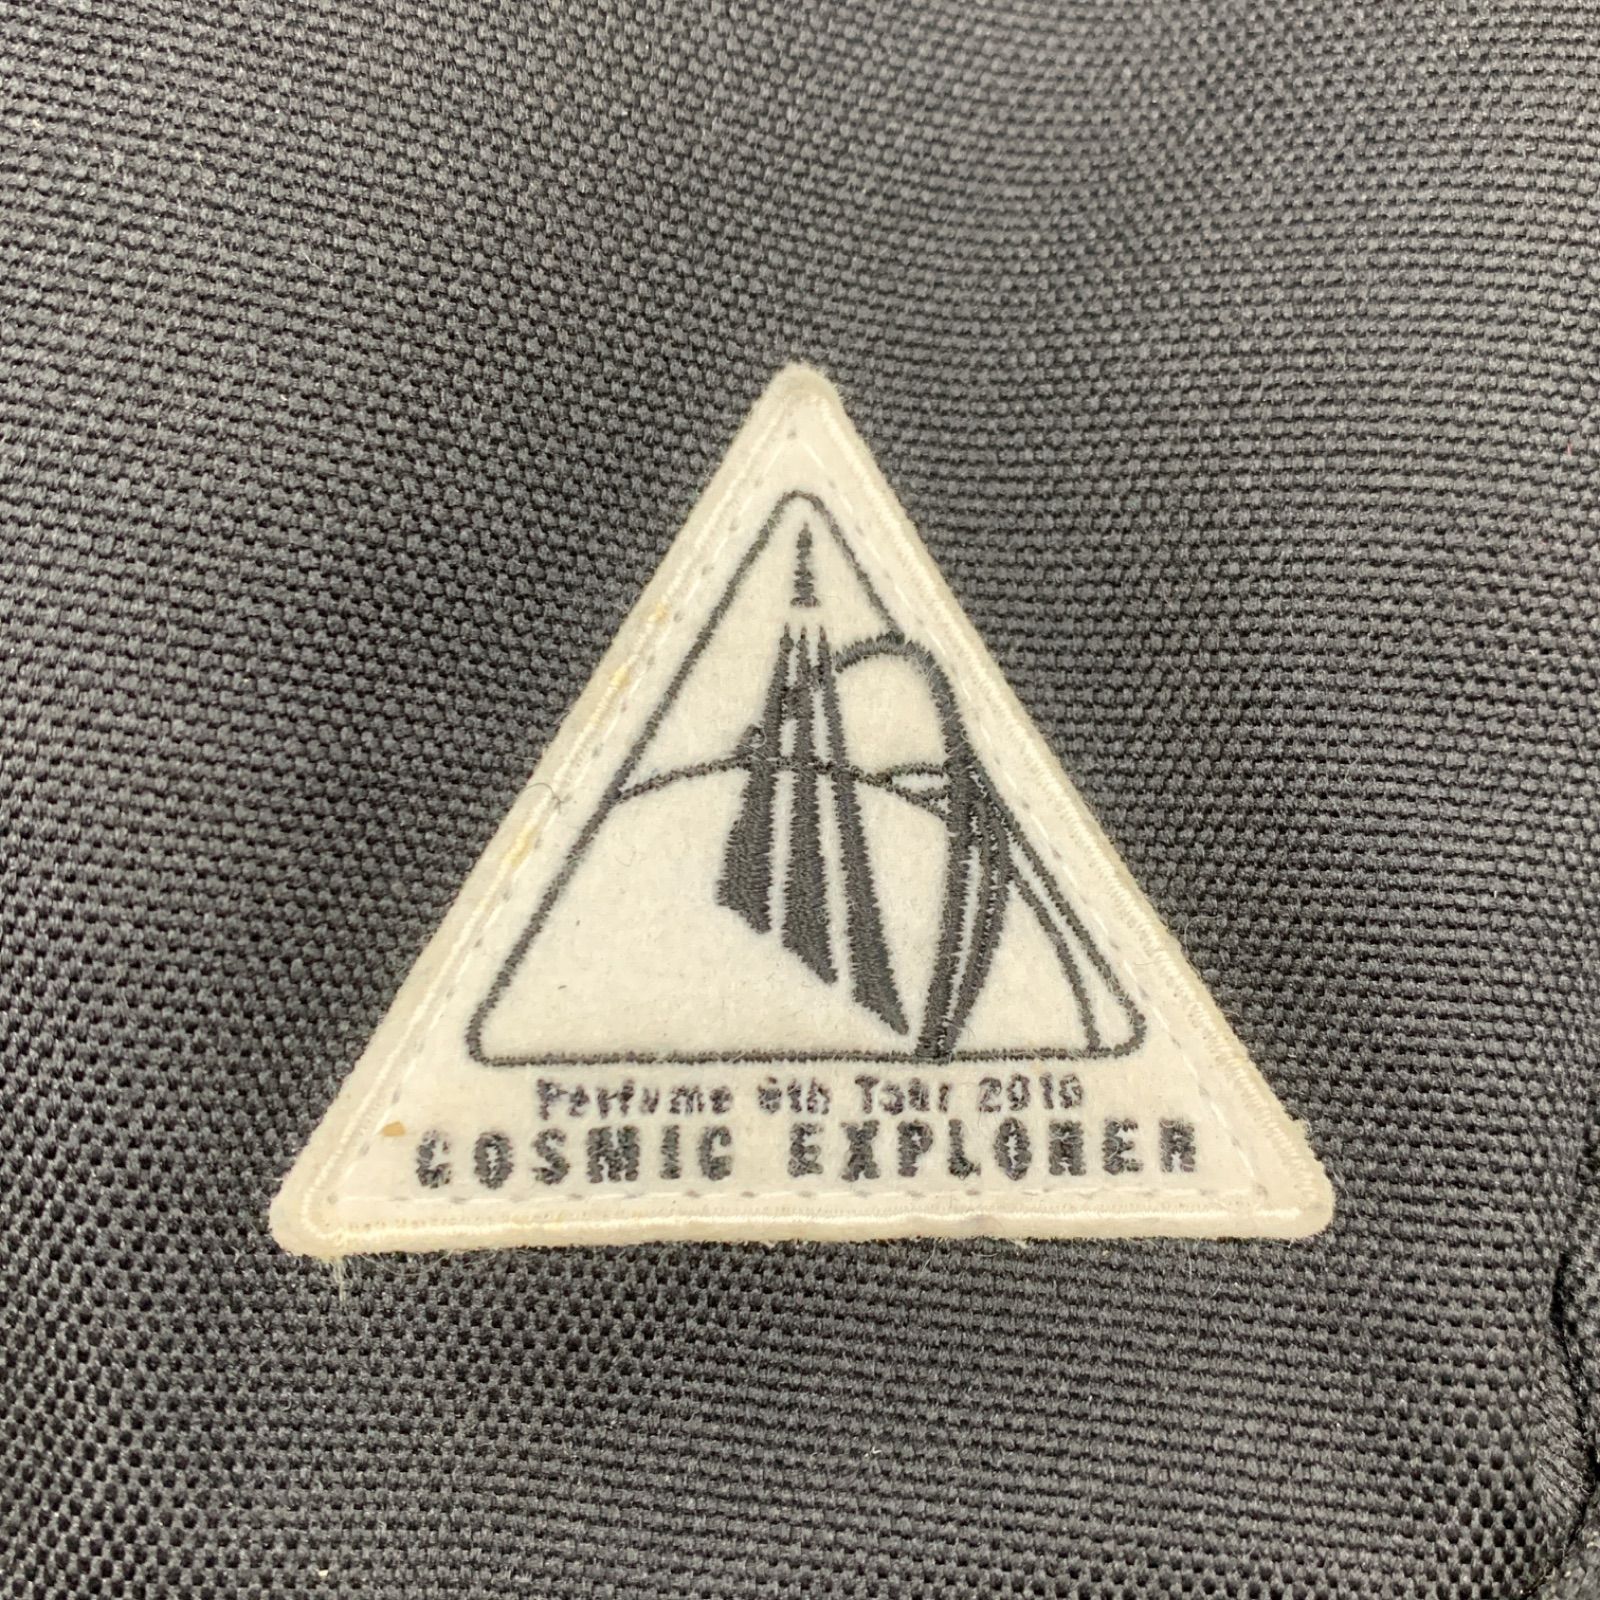 Perfume 6th Tour 2016
COSMIC EXPLORER